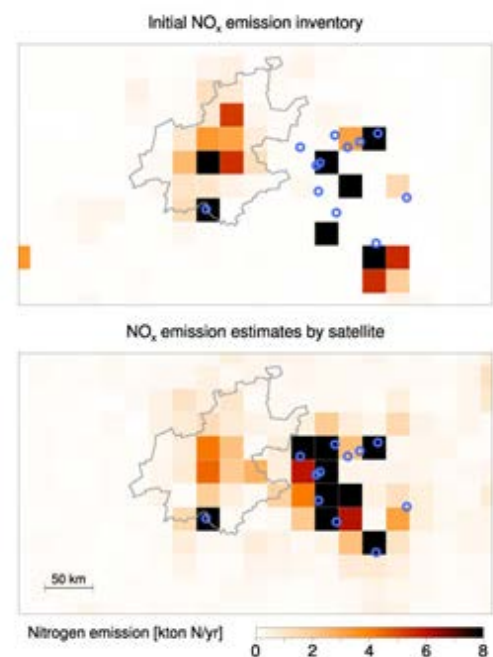 Initial NOx emission inventory
NOx emission estimates by satellite
50 km
Nitrogen emission [kton N/yr]
0 2 4 6 8